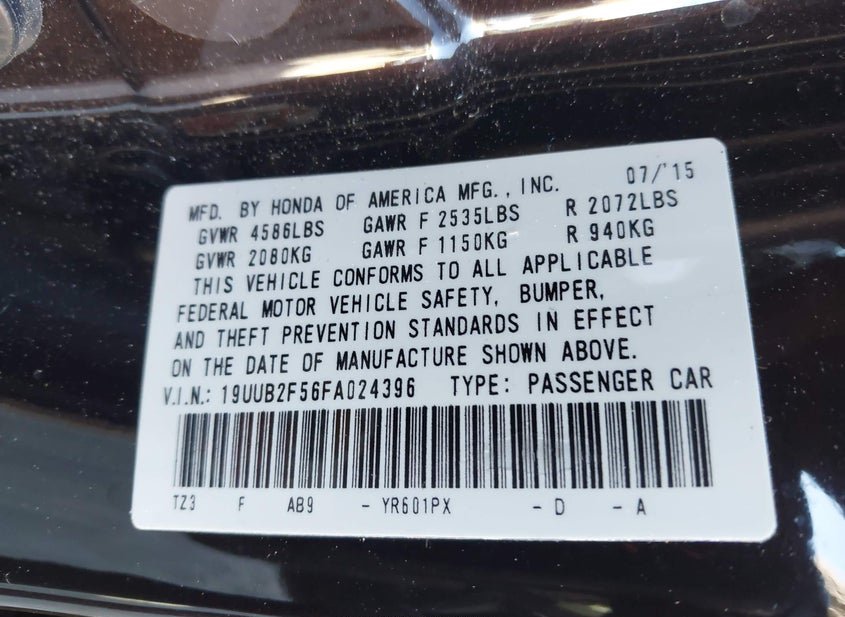 MFD. BY HONDA OF AMERICA MFG., INC. 07/'15
GVWR 4586LBS GAWR F 2535LBS R 2072LBS
GVWR 2080KG GAWR F 1150KG R 940KG
THIS VEHICLE CONFORMS TO ALL APPLICABLE
FEDERAL MOTOR VEHICLE SAFETY, BUMPER,
AND THEFT PREVENTION STANDARDS IN EFFECT
ON THE DATE OF MANUFACTURE SHOWN ABOVE.
V.I.N.: 19UUB2F56FA024396 TYPE: PASSENGER CAR
TZ3 F AB9 - YR601PX - D - A